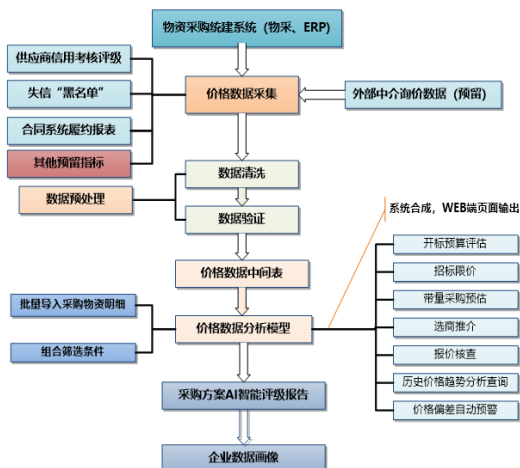 物资采购统建系统（物采、ERP)
供应商信用考核评级
失信“黑名单”
合同系统履约报表
其他预留指标
价格数据采集
外部中介询价数据（预留）
数据预处理
数据清洗
数据验证
系统合成，WEB端页面输出
价格数据中间表
批量导入采购物资明细
组合筛选条件
价格数据分析模型
开标预算评估
招标限价
带量采购预估
选商推介
报价核查
历史价格趋势分析查询
价格偏差自动预警
采购方案AI智能评级报告
企业数据画像